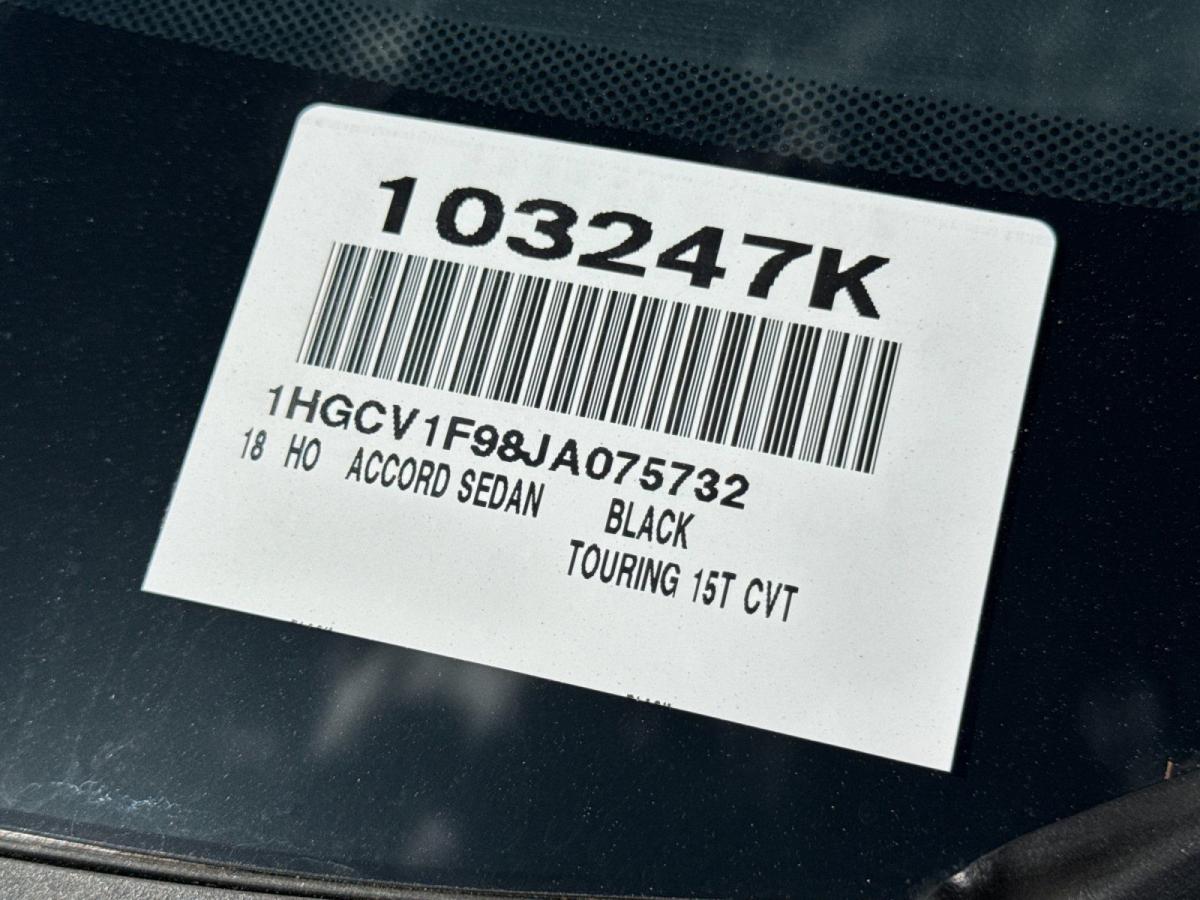 103247K
1HGCV1F98JA075732
18 HO ACCORD SEDAN BLACK
TOURING 15T CVT